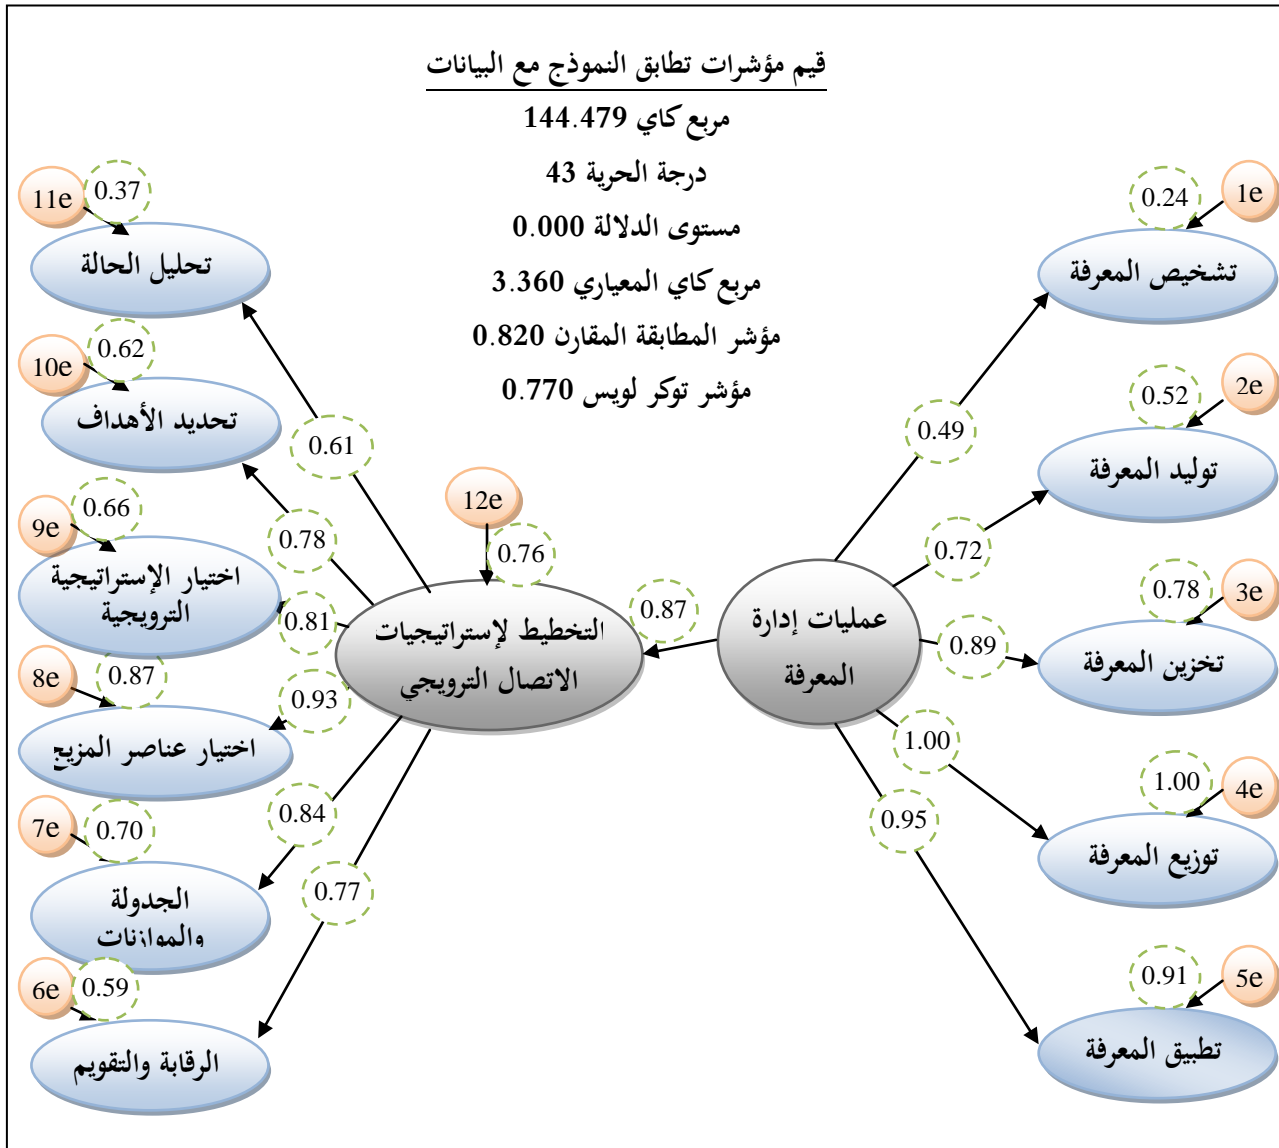 قيم مؤشرات تطابق النموذج مع البيانات
مربع كاي 144.479
درجة الحرية 43
مستوى الدلالة 0.000
مربع كاي المعياري 3.360
مؤشر المطابقة المقارن 0.820
مؤشر توكر لويس 0.770
1e
0.24
تشخيص المعرفة
0.49
2e
0.52
توليد المعرفة
0.72
3e
0.78
تخزين المعرفة
0.89
4e
1.00
توزيع المعرفة
1.00
5e
0.91
تطبيق المعرفة
0.95
عمليات إدارة
المعرفة
0.87
12e
0.76
التخطيط لإستراتيجيات
الاتصال الترويجي
11e
0.37
تحليل الحالة
0.61
10e
0.62
تحديد الأهداف
0.78
9e
0.66
اختيار الإستراتيجية
الترويجية
0.81
8e
0.87
اختيار عناصر المزيج
0.93
7e
0.70
الجدولة
والموازنات
0.84
6e
0.59
الرقابة والتقويم
0.77